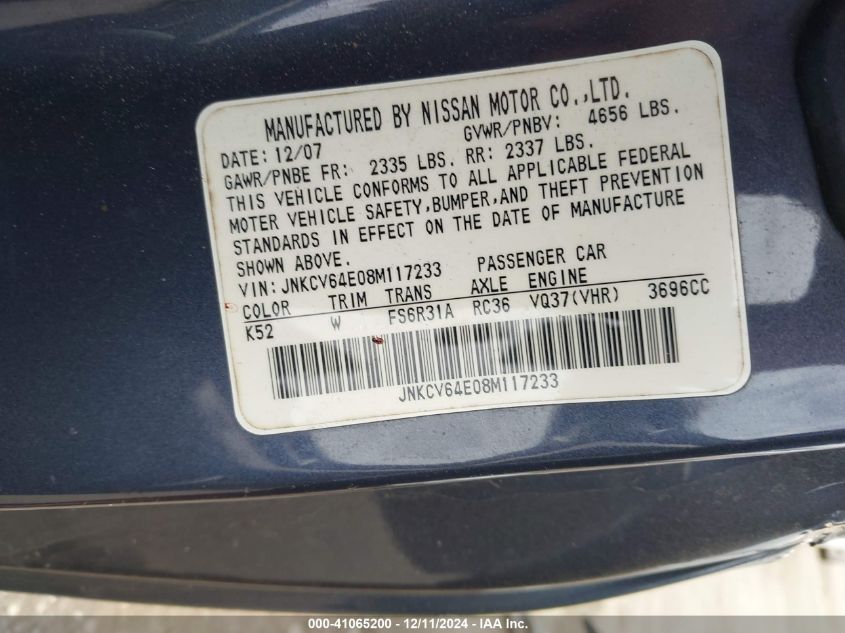 MANUFACTURED BY NISSAN MOTOR CO.,LTD.
DATE: 12/07 GVWR/PNBV: 4656 LBS.
GAWR/PNBE FR: 2335 LBS. RR: 2337 LBS.
THIS VEHICLE CONFORMS TO ALL APPLICABLE FEDERAL
MOTER VEHICLE SAFETY,BUMPER,AND THEFT PREVENTION
STANDARDS IN EFFECT ON THE DATE OF MANUFACTURE
SHOWN ABOVE.
VIN: JNKCV64E08M117233 PASSENGER CAR
COLOR TRIM TRANS AXLE ENGINE
K52 W FS6R31A RC36 VQ37(VHR) 3696CC
JNKCV64E08M117233
000-41065200 - 12/11/2024 - IAA Inc.